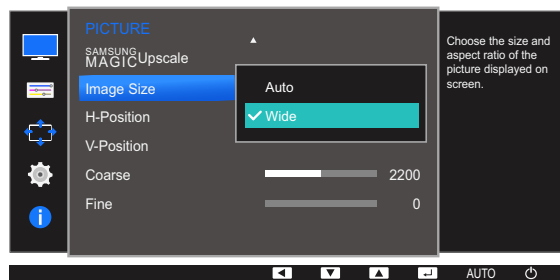 PICTURE
SAMSUNG
MAGIC Upscale
Image Size
H-Position
V-Position
Coarse
Fine
Auto
Wide
2200
0
Choose the size and
aspect ratio of the
picture displayed on
screen.
AUTO